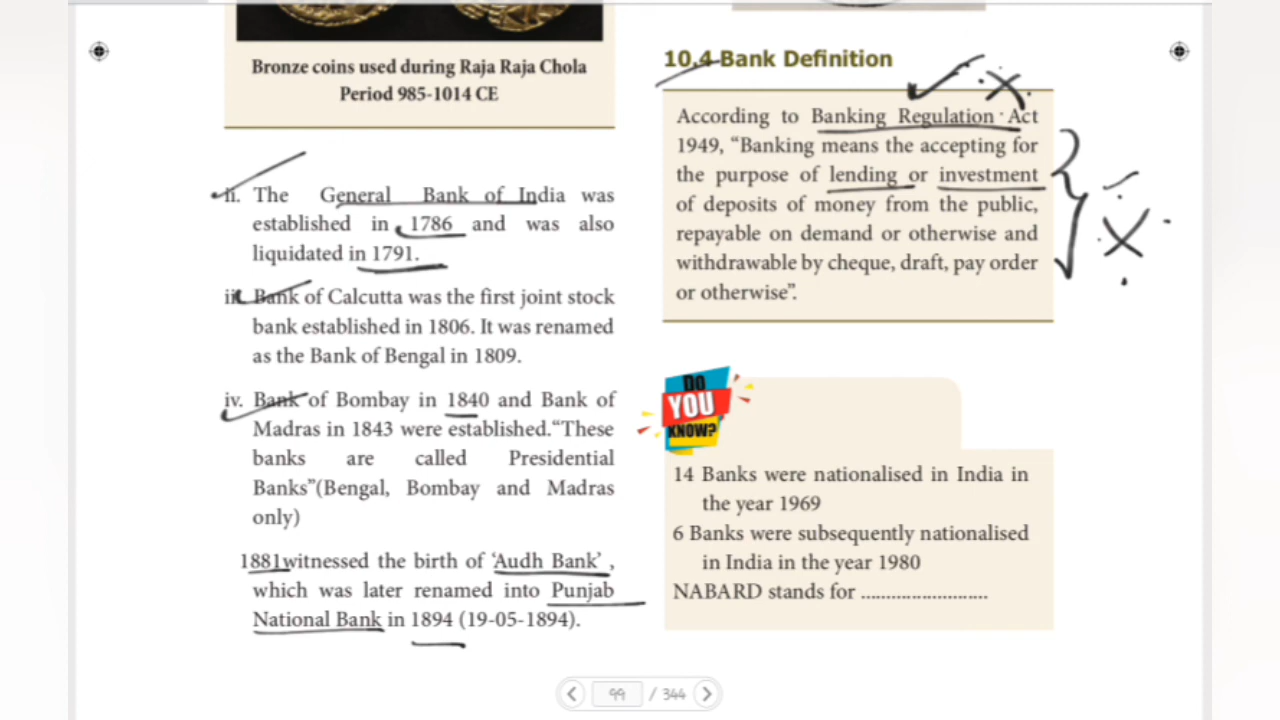 Bronze coins used during Raja Raja Chola
Period 985-1014 CE
ii. The General Bank of India was
established in 1786 and was also
liquidated in 1791.
iii. Bank of Calcutta was the first joint stock
bank established in 1806. It was renamed
as the Bank of Bengal in 1809.
iv. Bank of Bombay in 1840 and Bank of
Madras in 1843 were established.“These
banks are called Presidential
Banks”(Bengal, Bombay and Madras
only)
1881witnessed the birth of ‘Audh Bank’,
which was later renamed into Punjab
National Bank in 1894 (19-05-1894).
10.4 Bank Definition
According to Banking Regulation Act
1949, “Banking means the accepting for
the purpose of lending or investment
of deposits of money from the public,
repayable on demand or otherwise and
withdrawable by cheque, draft, pay order
or otherwise”.
DO
YOU
KNOW?
14 Banks were nationalised in India in
the year 1969
6 Banks were subsequently nationalised
in India in the year 1980
NABARD stands for ........................
99 / 344